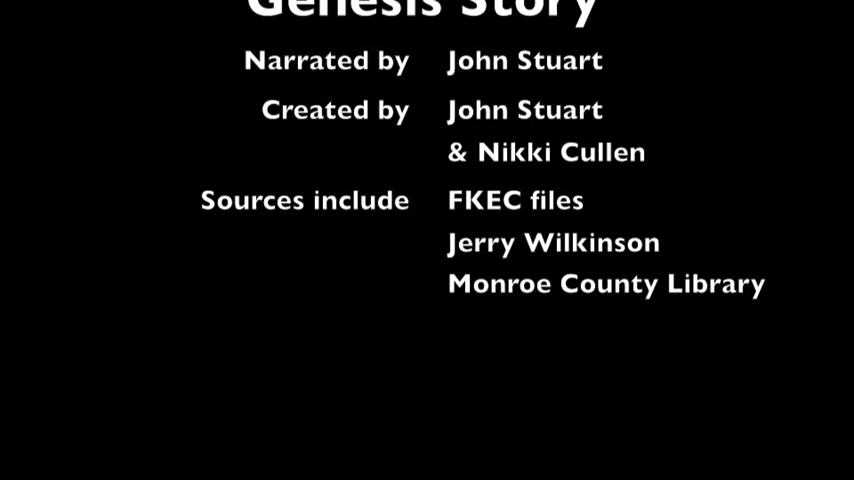 Genesis Story
Narrated by John Stuart
Created by John Stuart
& Nikki Cullen
Sources include FKEC files
Jerry Wilkinson
Monroe County Library